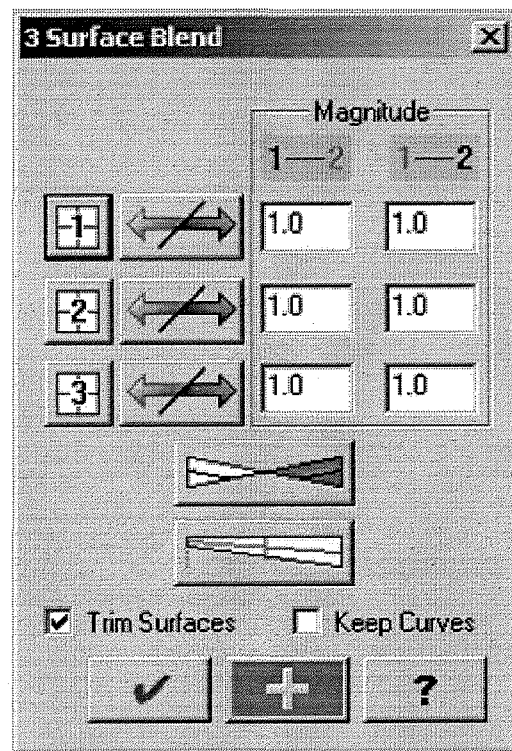 3 Surface Blend
Magnitude
1—2 1—2
1 1.0 1.0
2 1.0 1.0
3 1.0 1.0
Trim Surfaces Keep Curves
?